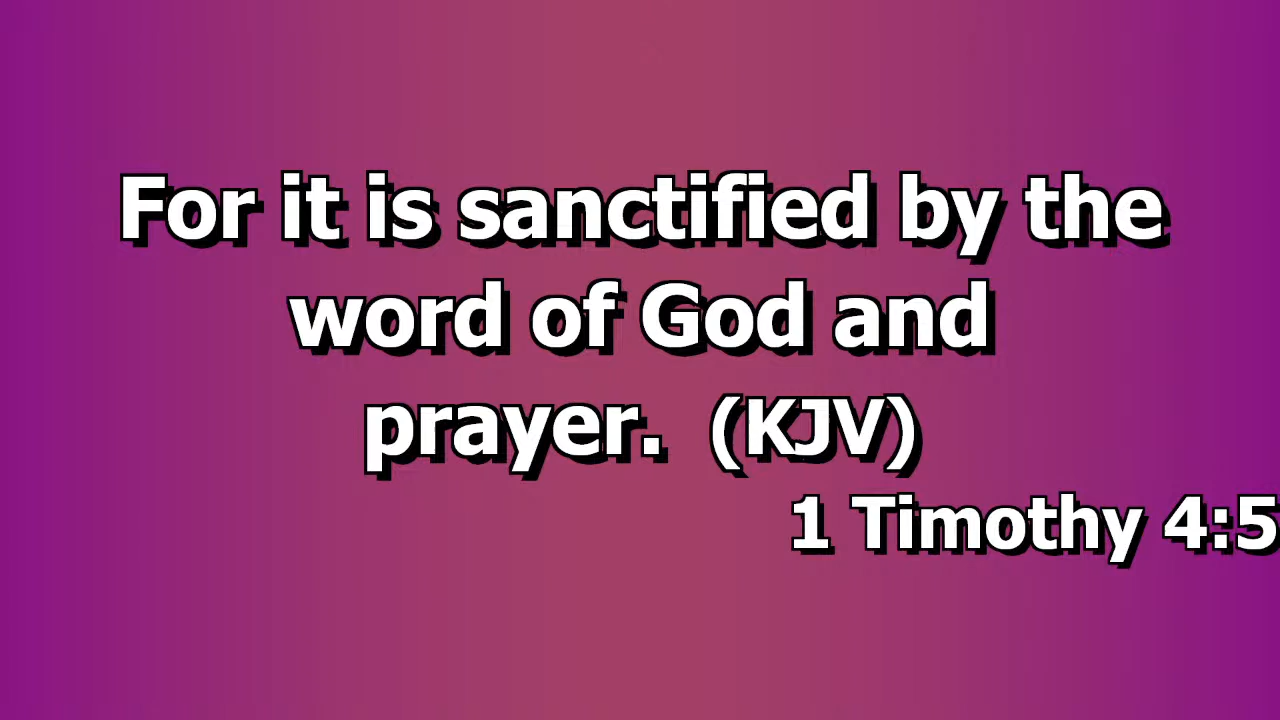 For it is sanctified by the
word of God and
prayer.  (KJV)
1 Timothy 4:5